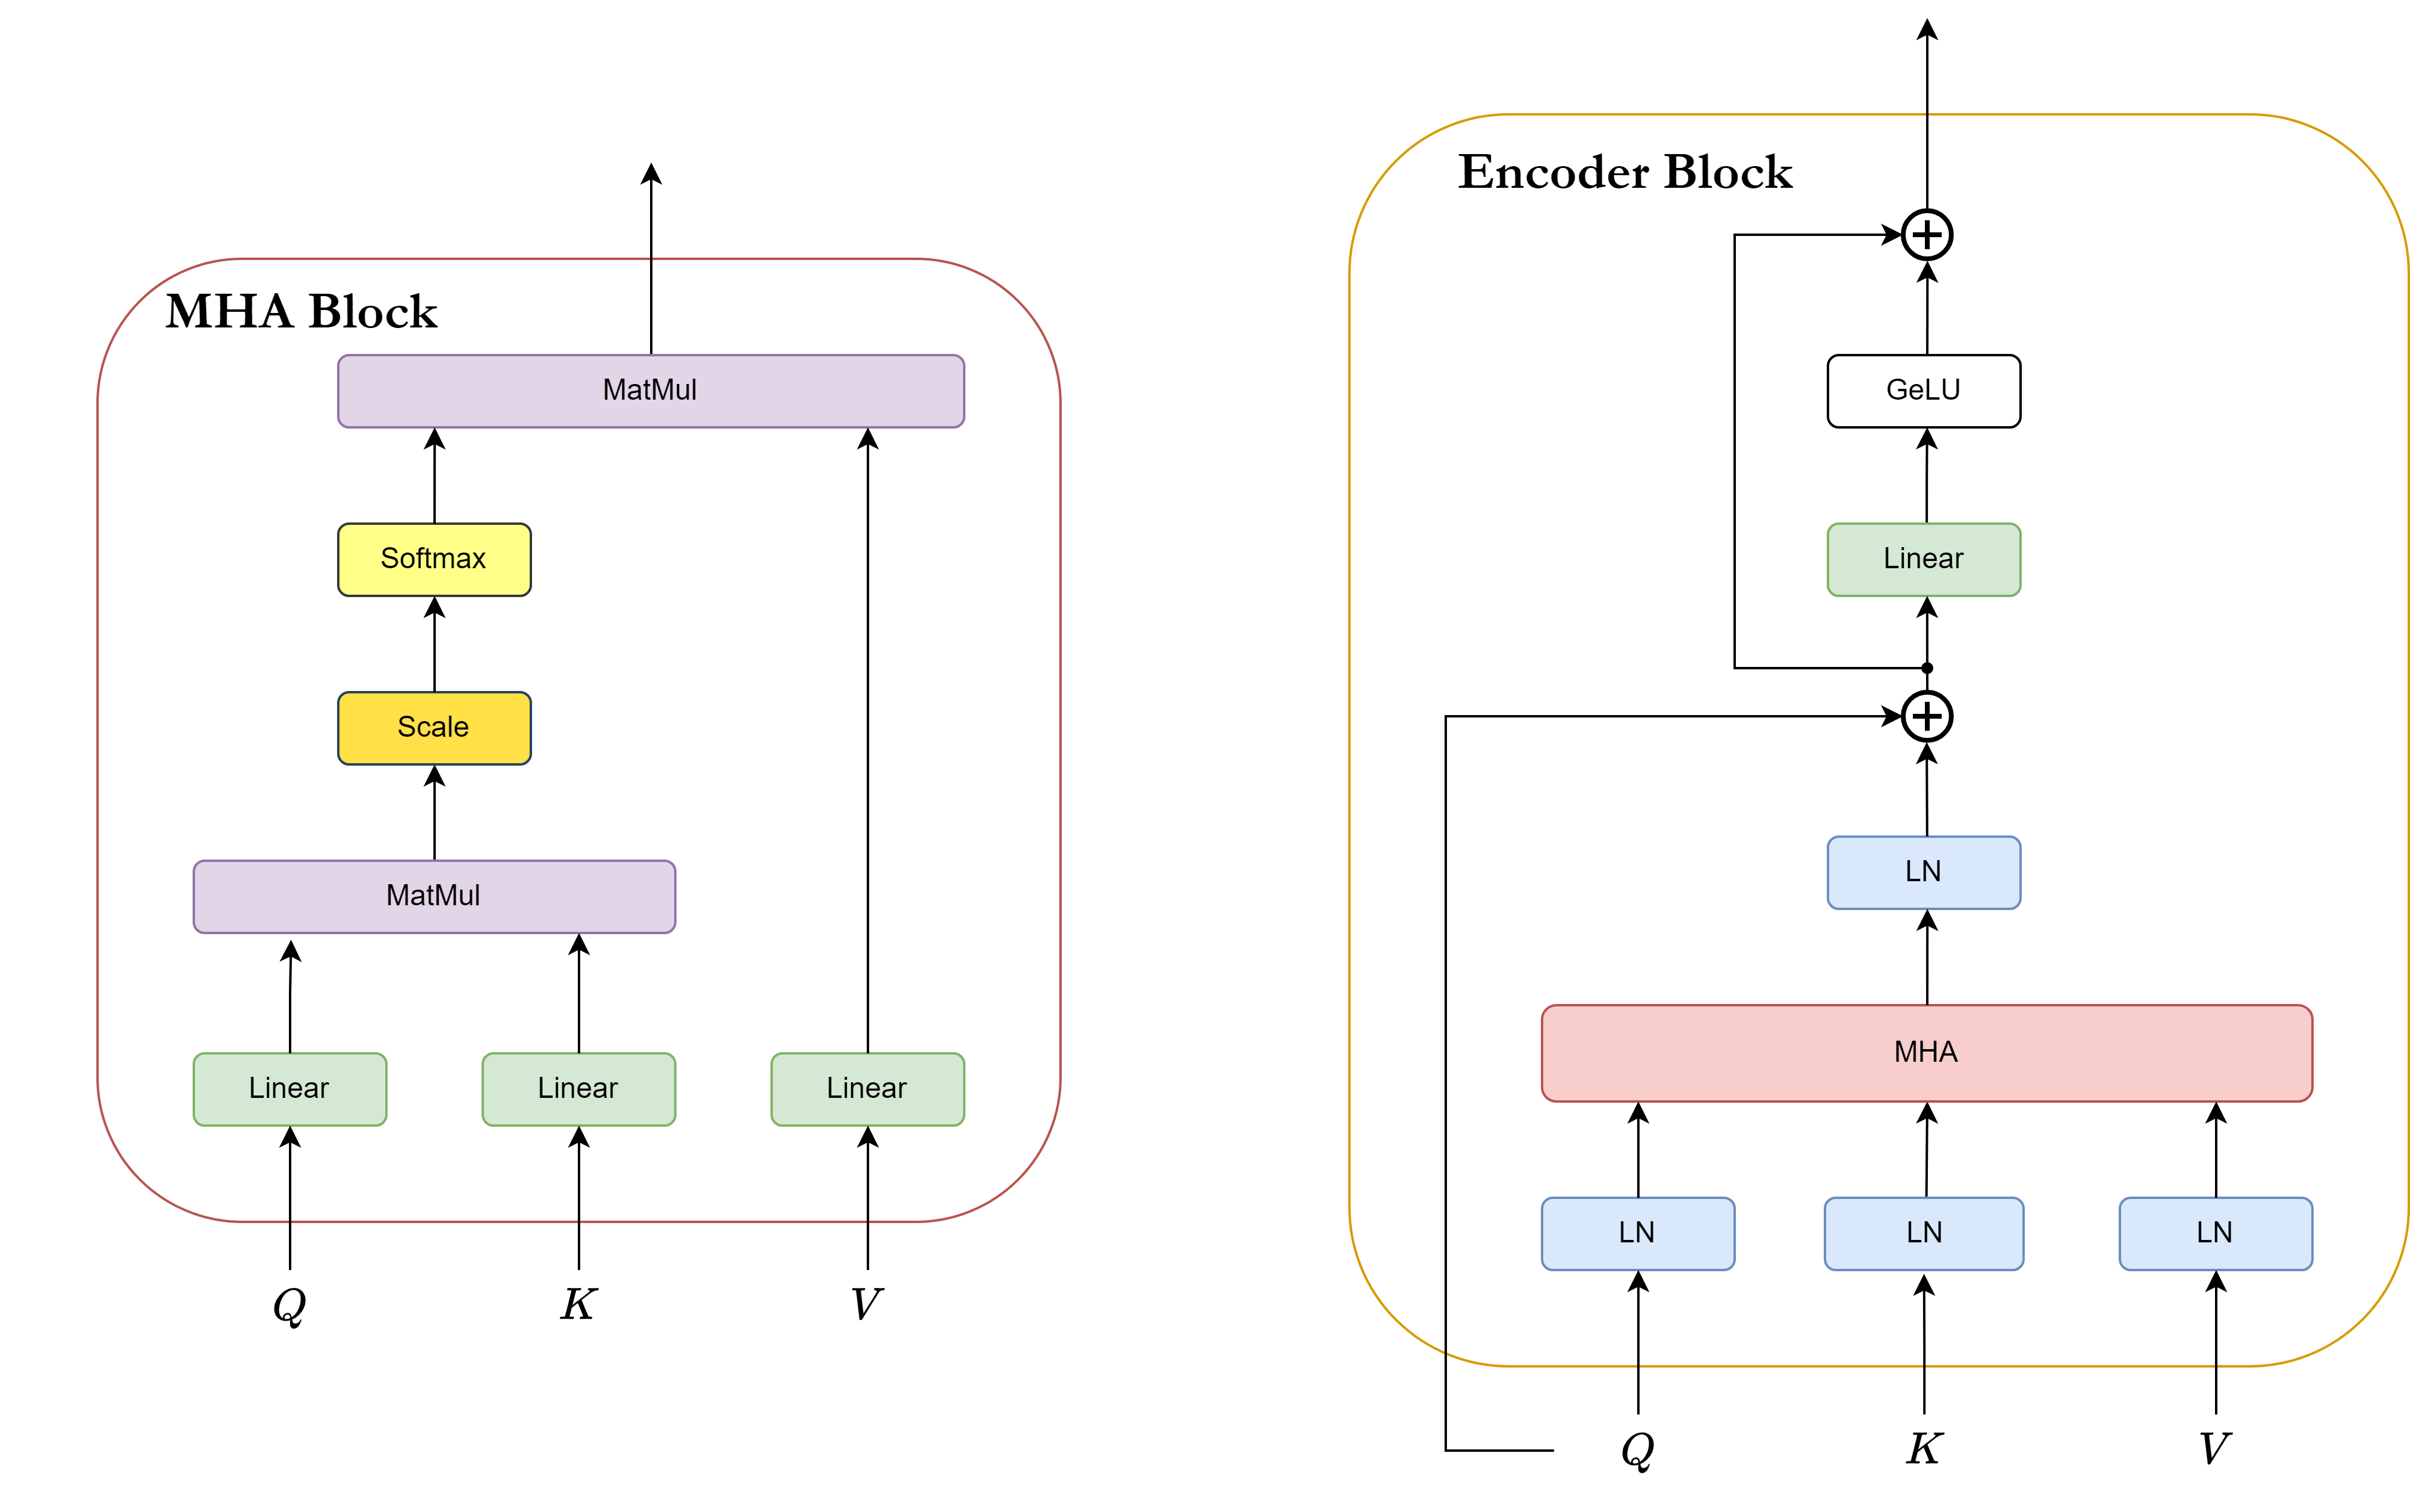 MHA Block
MatMul
Softmax
Scale
MatMul
Linear Linear Linear
Q K V
Encoder Block
GeLU
Linear
LN
MHA
LN LN LN
Q K V